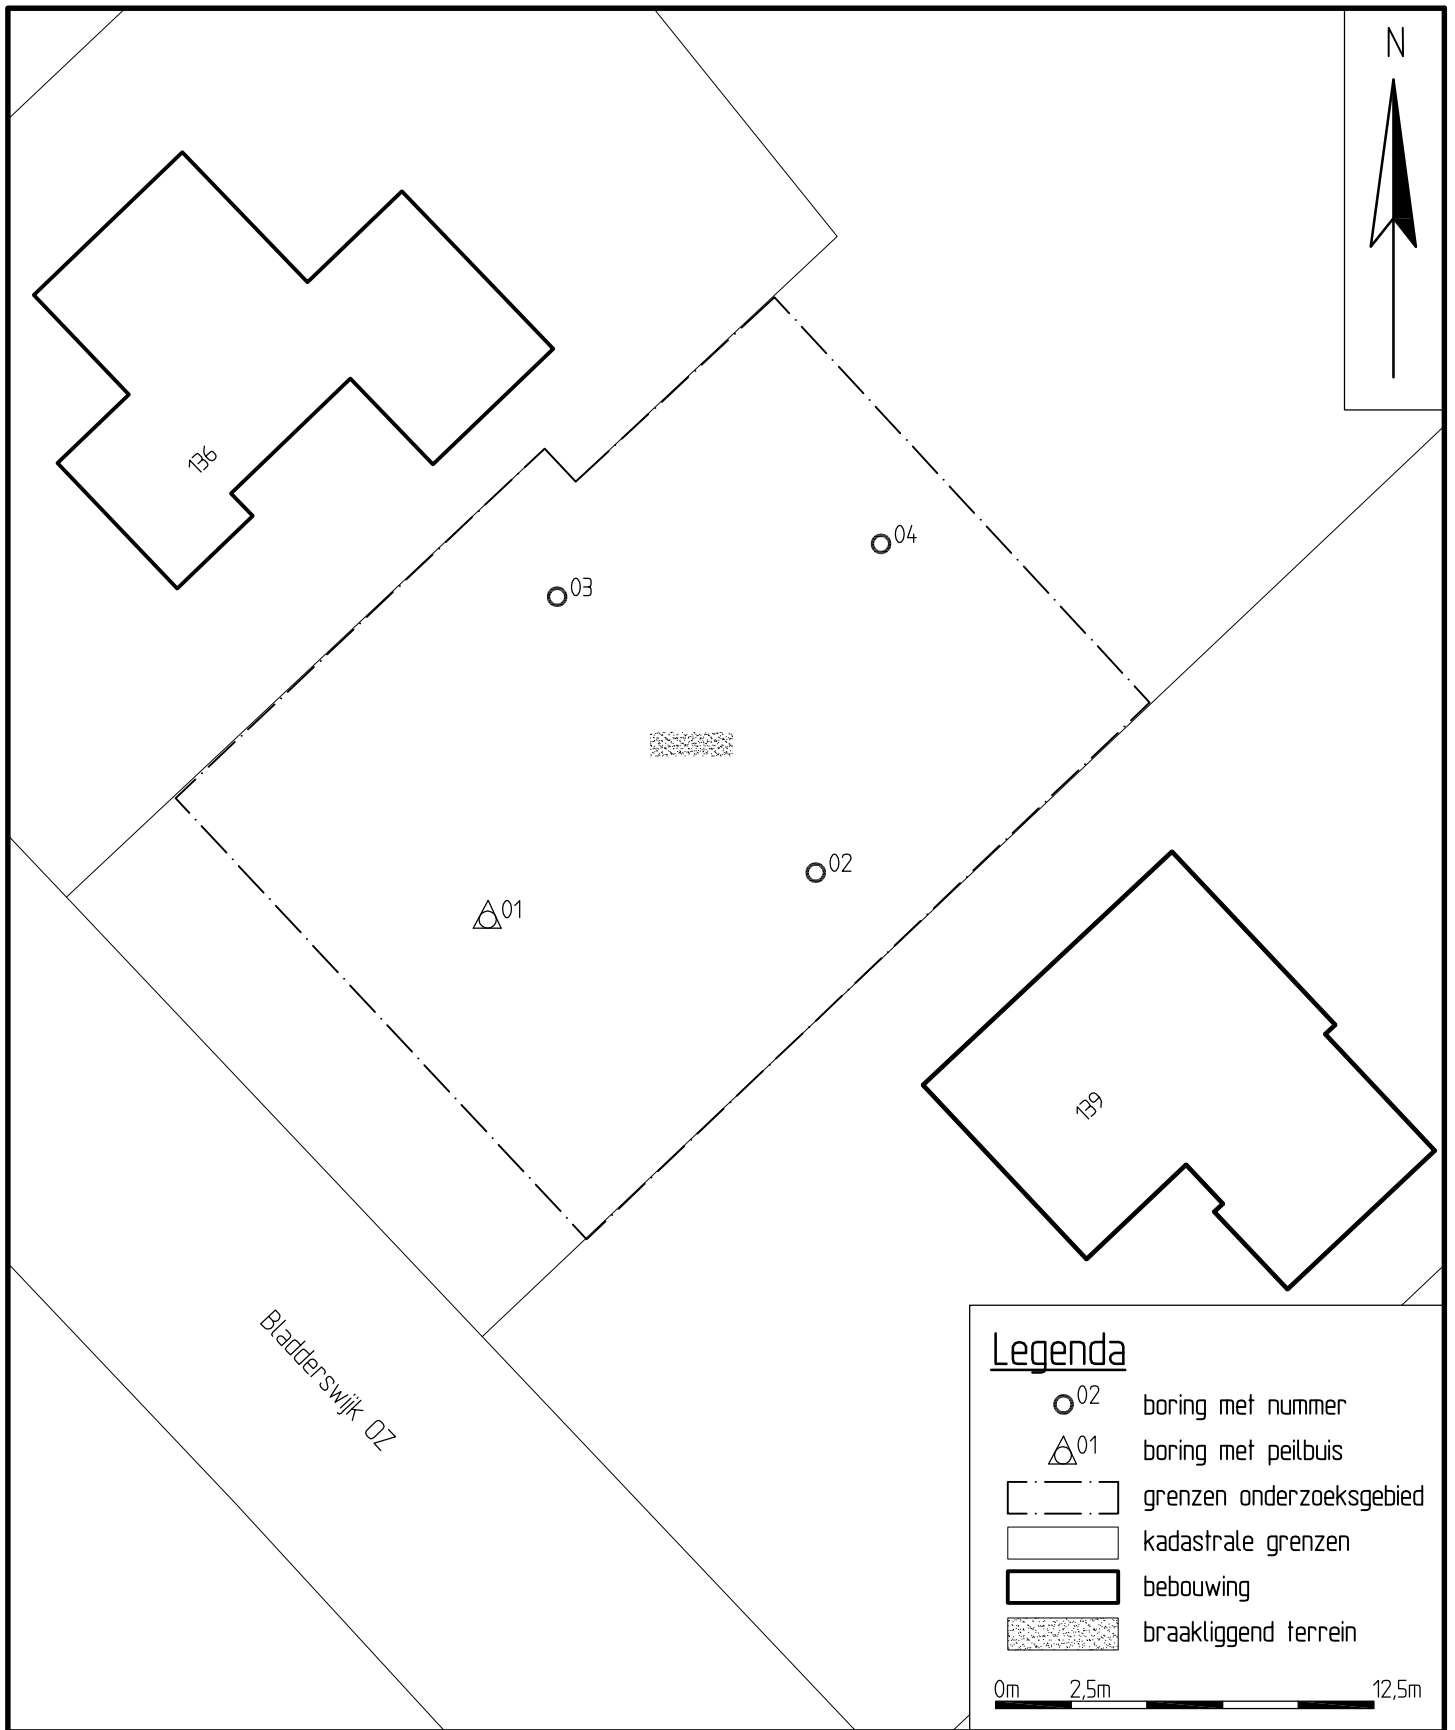 N
136
04
03
02
01
139
Bladderswijk OZ
Legenda
02 boring met nummer
01 boring met peilbuis
grenzen onderzoeksgebied
kadastrale grenzen
bebouwing
braakliggend terrein
0m 2,5m 12,5m